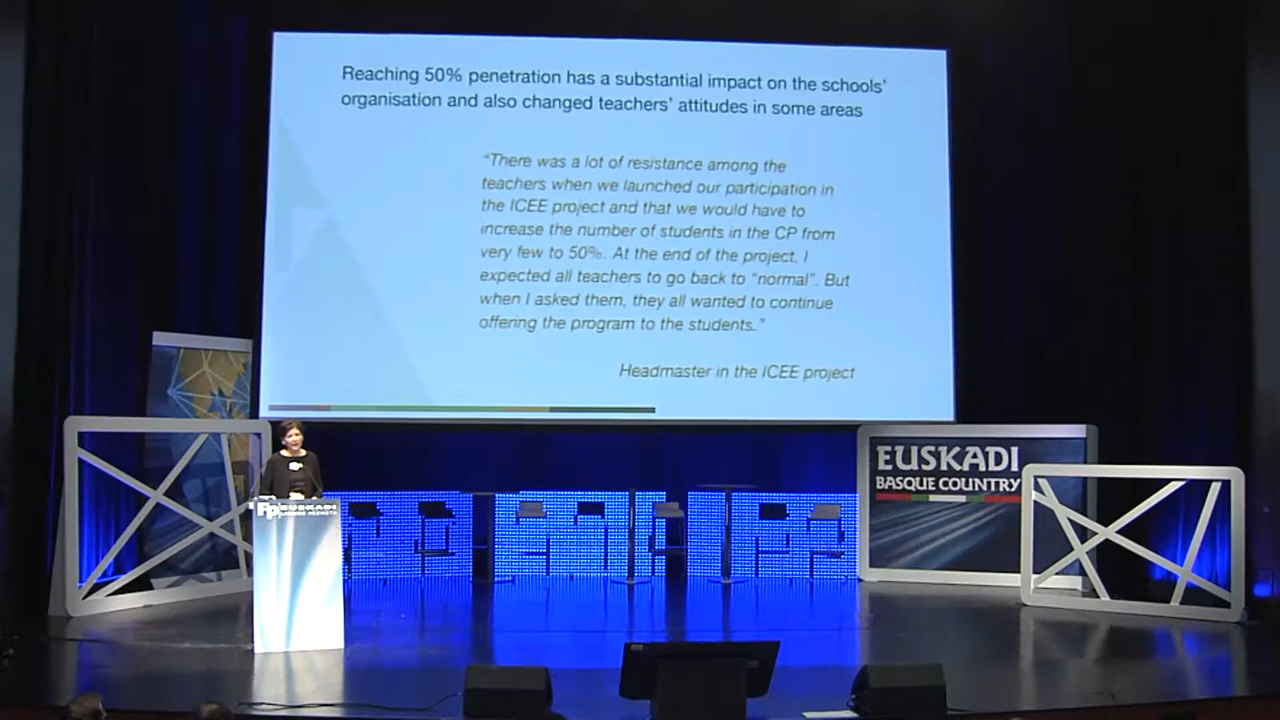 Reaching 50% penetration has a substantial impact on the schools'
organisation and also changed teachers' attitudes in some areas
"There was a lot of resistance among the
teachers when we launched our participation in
the ICEE project and that we would have to
increase the number of students in the CP from
very few to 50%. At the end of the project, I
expected all teachers to go back to "normal". But
when I asked them, they all wanted to continue
offering the program to the students."
Headmaster in the ICEE project
EUSKADI
BASQUE COUNTRY
Fp EUSKADI